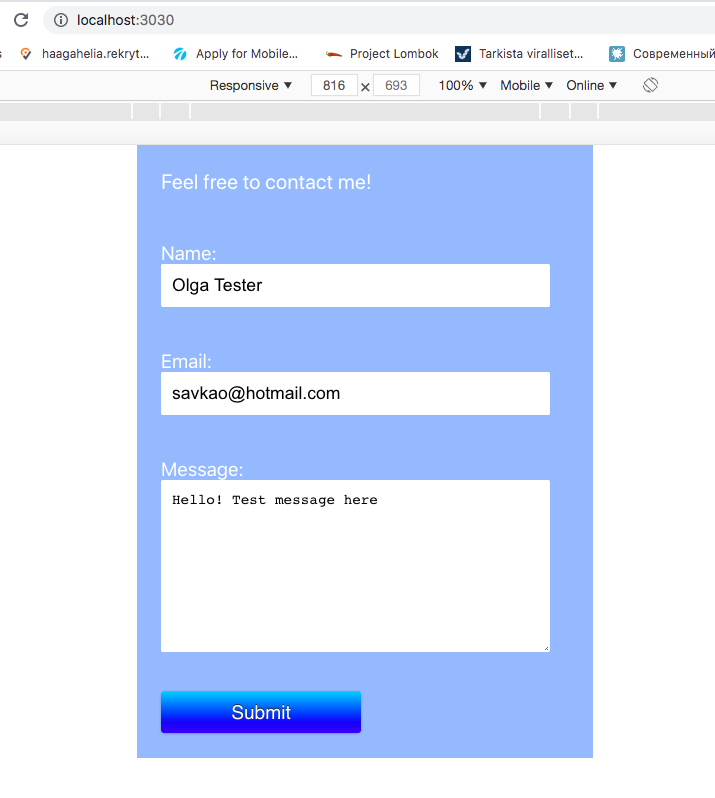 localhost:3030
s haagahelia.rekryt... Apply for Mobile... Project Lombok Tarkista viralliset... Современный
Responsive ▼ 816 × 693 100% ▼ Mobile ▼ Online ▼
Feel free to contact me!
Name:
Olga Tester
Email:
savkao@hotmail.com
Message:
Hello! Test message here
Submit